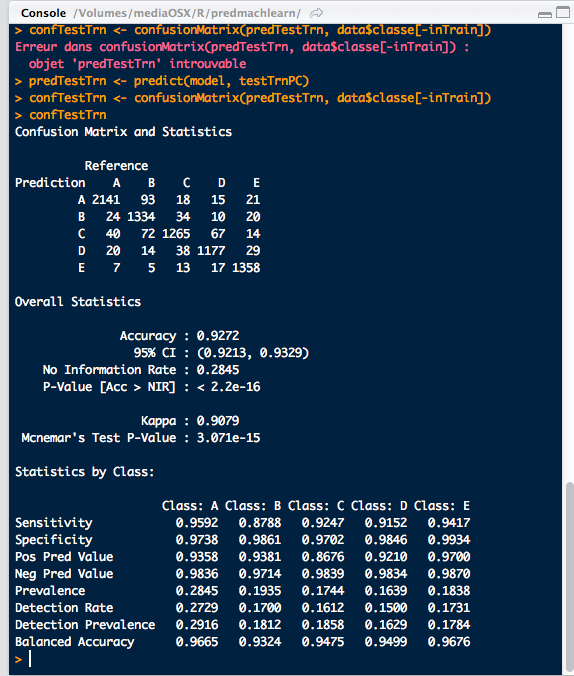 Console /Volumes/mediaOSX/R/predmachlearn/
> confTestTrn <- confusionMatrix(predTestTrn, data$classe[-inTrain])
Erreur dans confusionMatrix(predTestTrn, data$classe[-inTrain]) :
  objet 'predTestTrn' introuvable
> predTestTrn <- predict(model, testTrnPC)
> confTestTrn <- confusionMatrix(predTestTrn, data$classe[-inTrain])
> confTestTrn
Confusion Matrix and Statistics
          Reference
Prediction    A    B    C    D    E
         A 2141   93   18   15   21
         B   24 1334   34   10   20
         C   40   72 1265   67   14
         D   20   14   38 1177   29
         E    7    5   13   17 1358
Overall Statistics
               Accuracy : 0.9272
                 95% CI : (0.9213, 0.9329)
    No Information Rate : 0.2845
    P-Value [Acc > NIR] : < 2.2e-16
                  Kappa : 0.9079
 Mcnemar's Test P-Value : 3.071e-15
Statistics by Class:
                     Class: A Class: B Class: C Class: D Class: E
Sensitivity            0.9592   0.8788   0.9247   0.9152   0.9417
Specificity            0.9738   0.9861   0.9702   0.9846   0.9934
Pos Pred Value         0.9358   0.9381   0.8676   0.9210   0.9700
Neg Pred Value         0.9836   0.9714   0.9839   0.9834   0.9870
Prevalence             0.2845   0.1935   0.1744   0.1639   0.1838
Detection Rate         0.2729   0.1700   0.1612   0.1500   0.1731
Detection Prevalence   0.2916   0.1812   0.1858   0.1629   0.1784
Balanced Accuracy      0.9665   0.9324   0.9475   0.9499   0.9676
>